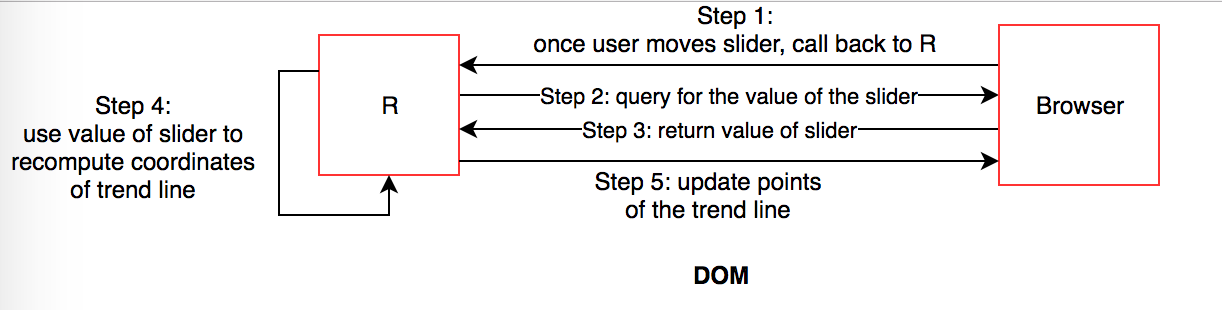 Step 1:
once user moves slider, call back to R
R
Step 2: query for the value of the slider
Browser
Step 3: return value of slider
Step 4:
use value of slider to
recompute coordinates
of trend line
Step 5: update points
of the trend line
DOM